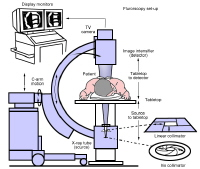 Display monitors
Fluoroscopy set-up
TV
camera
Image intensifier
(detector)
C-arm
motion
Patient
Tabletop
to detector
Tabletop
Source
to tabletop
Linear collimator
X-ray tube
(source)
Iris collimator